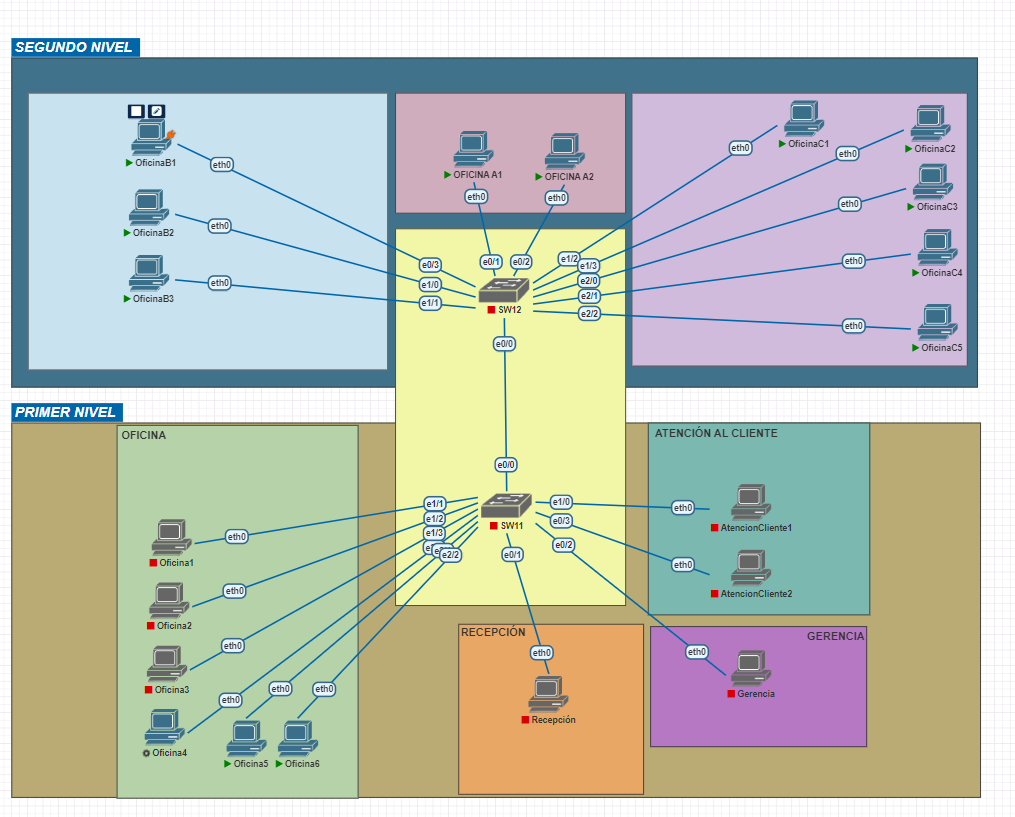 SEGUNDO NIVEL
OficinaB1
eth0
OficinaB2
eth0
OficinaB3
eth0
OFICINA A1
eth0
OFICINA A2
eth0
OficinaC1
eth0
OficinaC2
eth0
OficinaC3
eth0
OficinaC4
eth0
OficinaC5
eth0
e0/3
e1/0
e1/1
e0/1
e0/2
e1/2
e1/3
e2/0
e2/1
e2/2
SW12
e0/0
PRIMER NIVEL
OFICINA
ATENCIÓN AL CLIENTE
e0/0
e1/1
e1/2
e1/3
e2/2
SW11
e1/0
e0/3
e0/2
e0/1
eth0
AtencionCliente1
eth0
AtencionCliente2
eth0
Oficina1
eth0
Oficina2
eth0
Oficina3
eth0
Oficina4
eth0
Oficina5
eth0
Oficina6
RECEPCIÓN
eth0
Recepción
GERENCIA
eth0
Gerencia